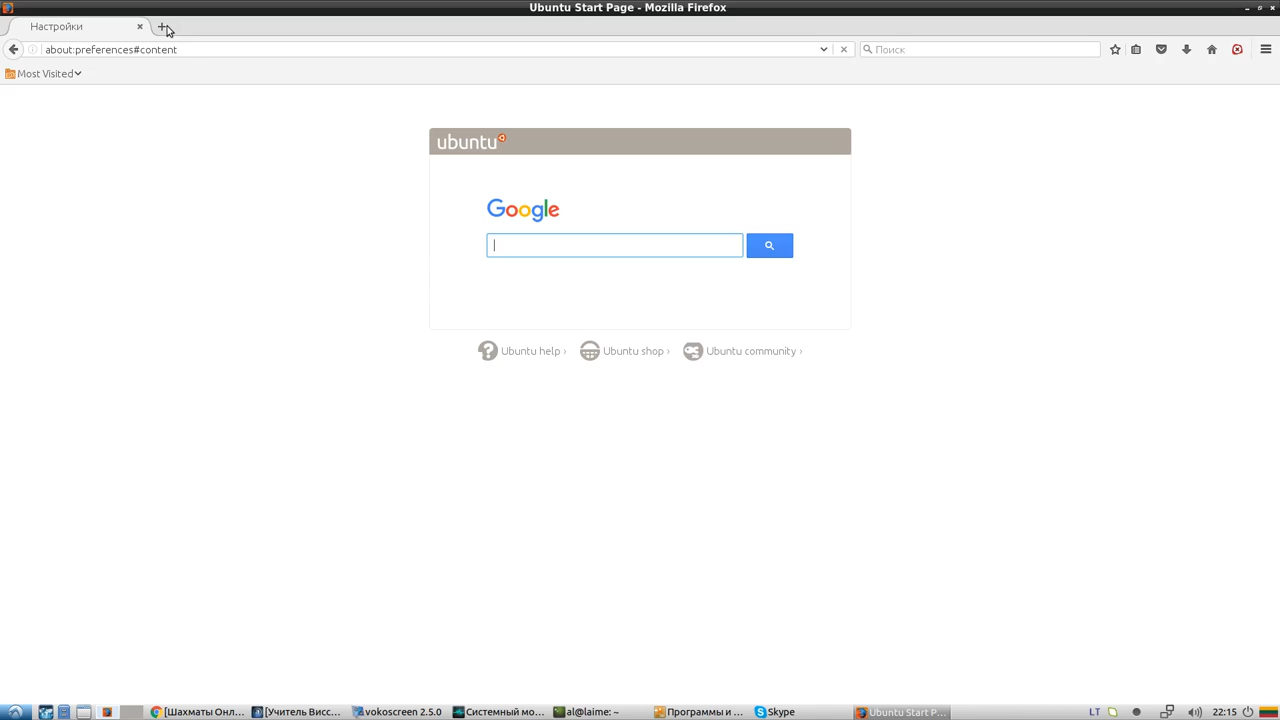 Ubuntu Start Page - Mozilla Firefox
Настройки
about:preferences#content
Поиск
Most Visited
ubuntu
Google
Ubuntu help ›
Ubuntu shop ›
Ubuntu community ›
[Шахматы Онл...
[Учитель Висс...
vokoscreen 2.5.0
[Системный мо...
al@laime: ~
[Программы и ...
Skype
Ubuntu Start P...
LT
22:15